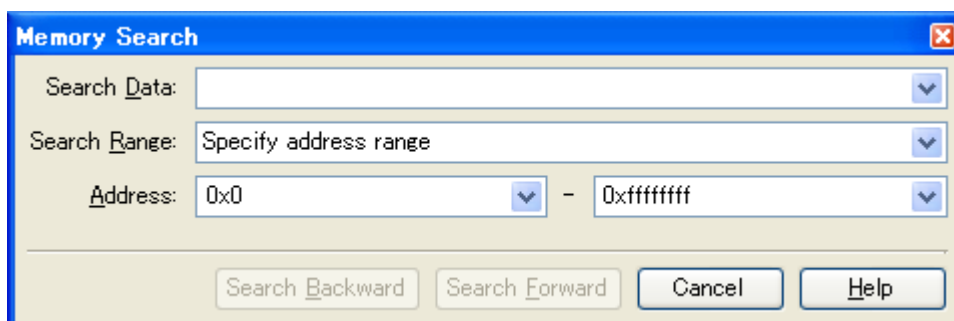 Memory Search
Search Data:
Search Range: Specify address range
Address: 0x0 - 0xffffffff
Search Backward Search Forward Cancel Help